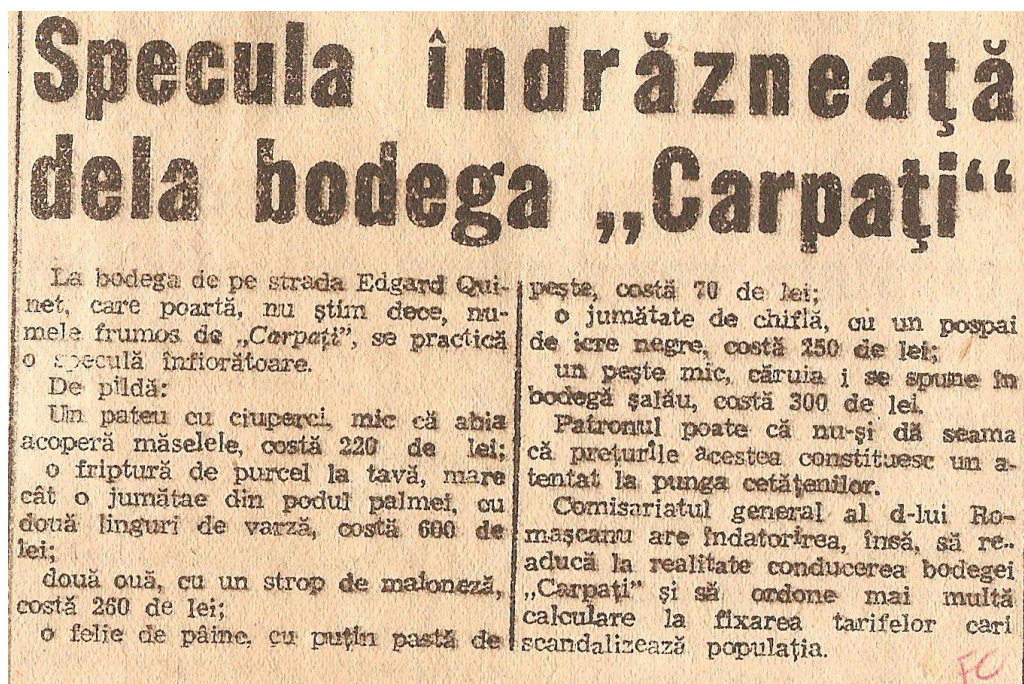 Specula îndrăzneaţă
dela bodega „Carpaţi“
La bodega de pe strada Edgard Qui-
net, care poartă, nu ştim dece, nu-
mele frumos de „Carpaţi”, se practică
o speculă înfiorătoare.
De pildă:
Un pateu cu ciuperci, mic că abia
acoperă măselele, costă 220 de lei;
o friptură de purcel la tavă, mare
cât o jumătae din podul palmei, cu
două linguri de varză, costă 600 de
lei;
două ouă, cu un strop de maioneză,
costă 260 de lei;
o felie de pâine, cu puţin pastă de
peşte, costă 70 de lei;
o jumătate de chiflă, cu un pospai
de icre negre, costă 250 de lei;
un peşte mic, căruia i se spune în
bodegă şalău, costă 300 de lei.
Patronul poate că nu-şi dă seama
că preţurile acestea constituesc un a-
tentat la punga cetăţenilor.
Comisariatul general al d-lui Ro-
maşcanu are îndatorirea, însă, să re-
aducă la realitate conducerea bodegei
„Carpaţi” şi să ordone mai multă
calculare la fixarea tarifelor cari
scandalizează populaţia.
FC